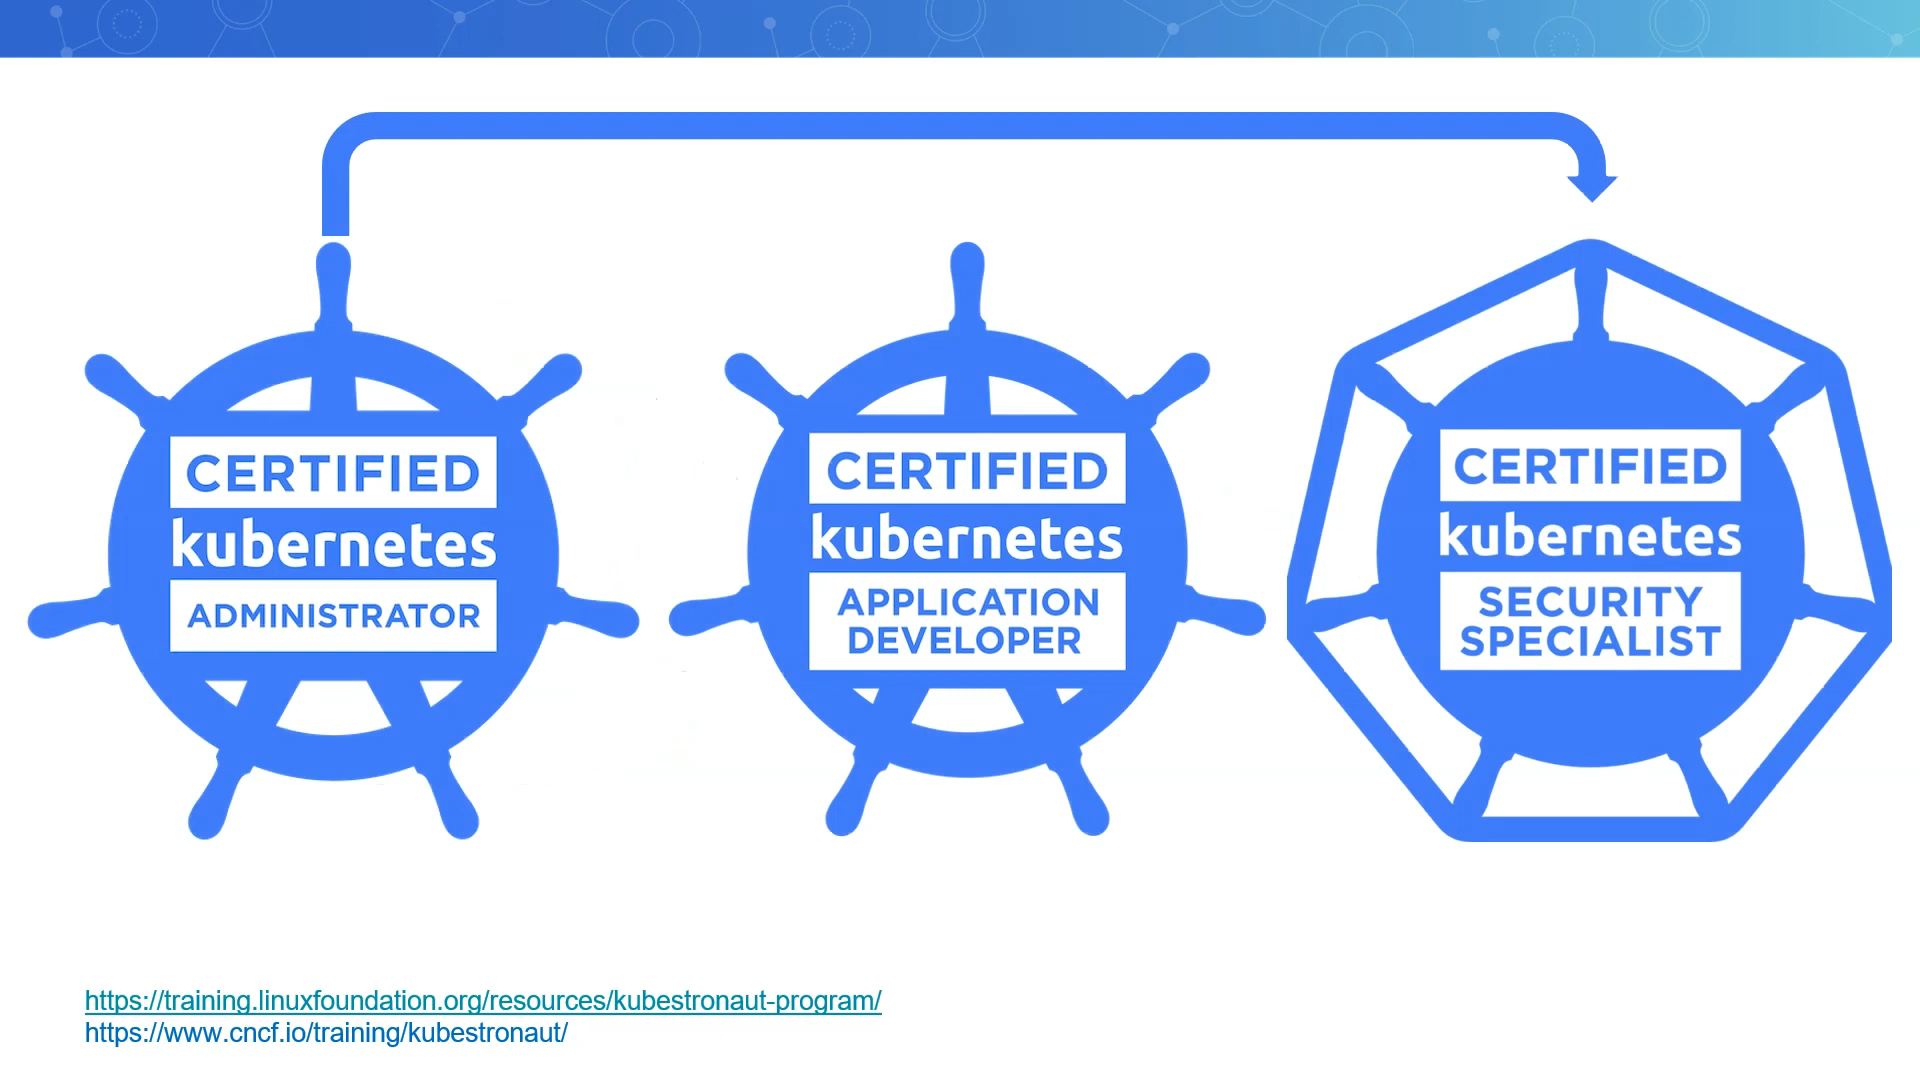 CERTIFIED
kubernetes
ADMINISTRATOR
CERTIFIED
kubernetes
APPLICATION
DEVELOPER
CERTIFIED
kubernetes
SECURITY
SPECIALIST
https://training.linuxfoundation.org/resources/kubestronaut-program/
https://www.cncf.io/training/kubestronaut/